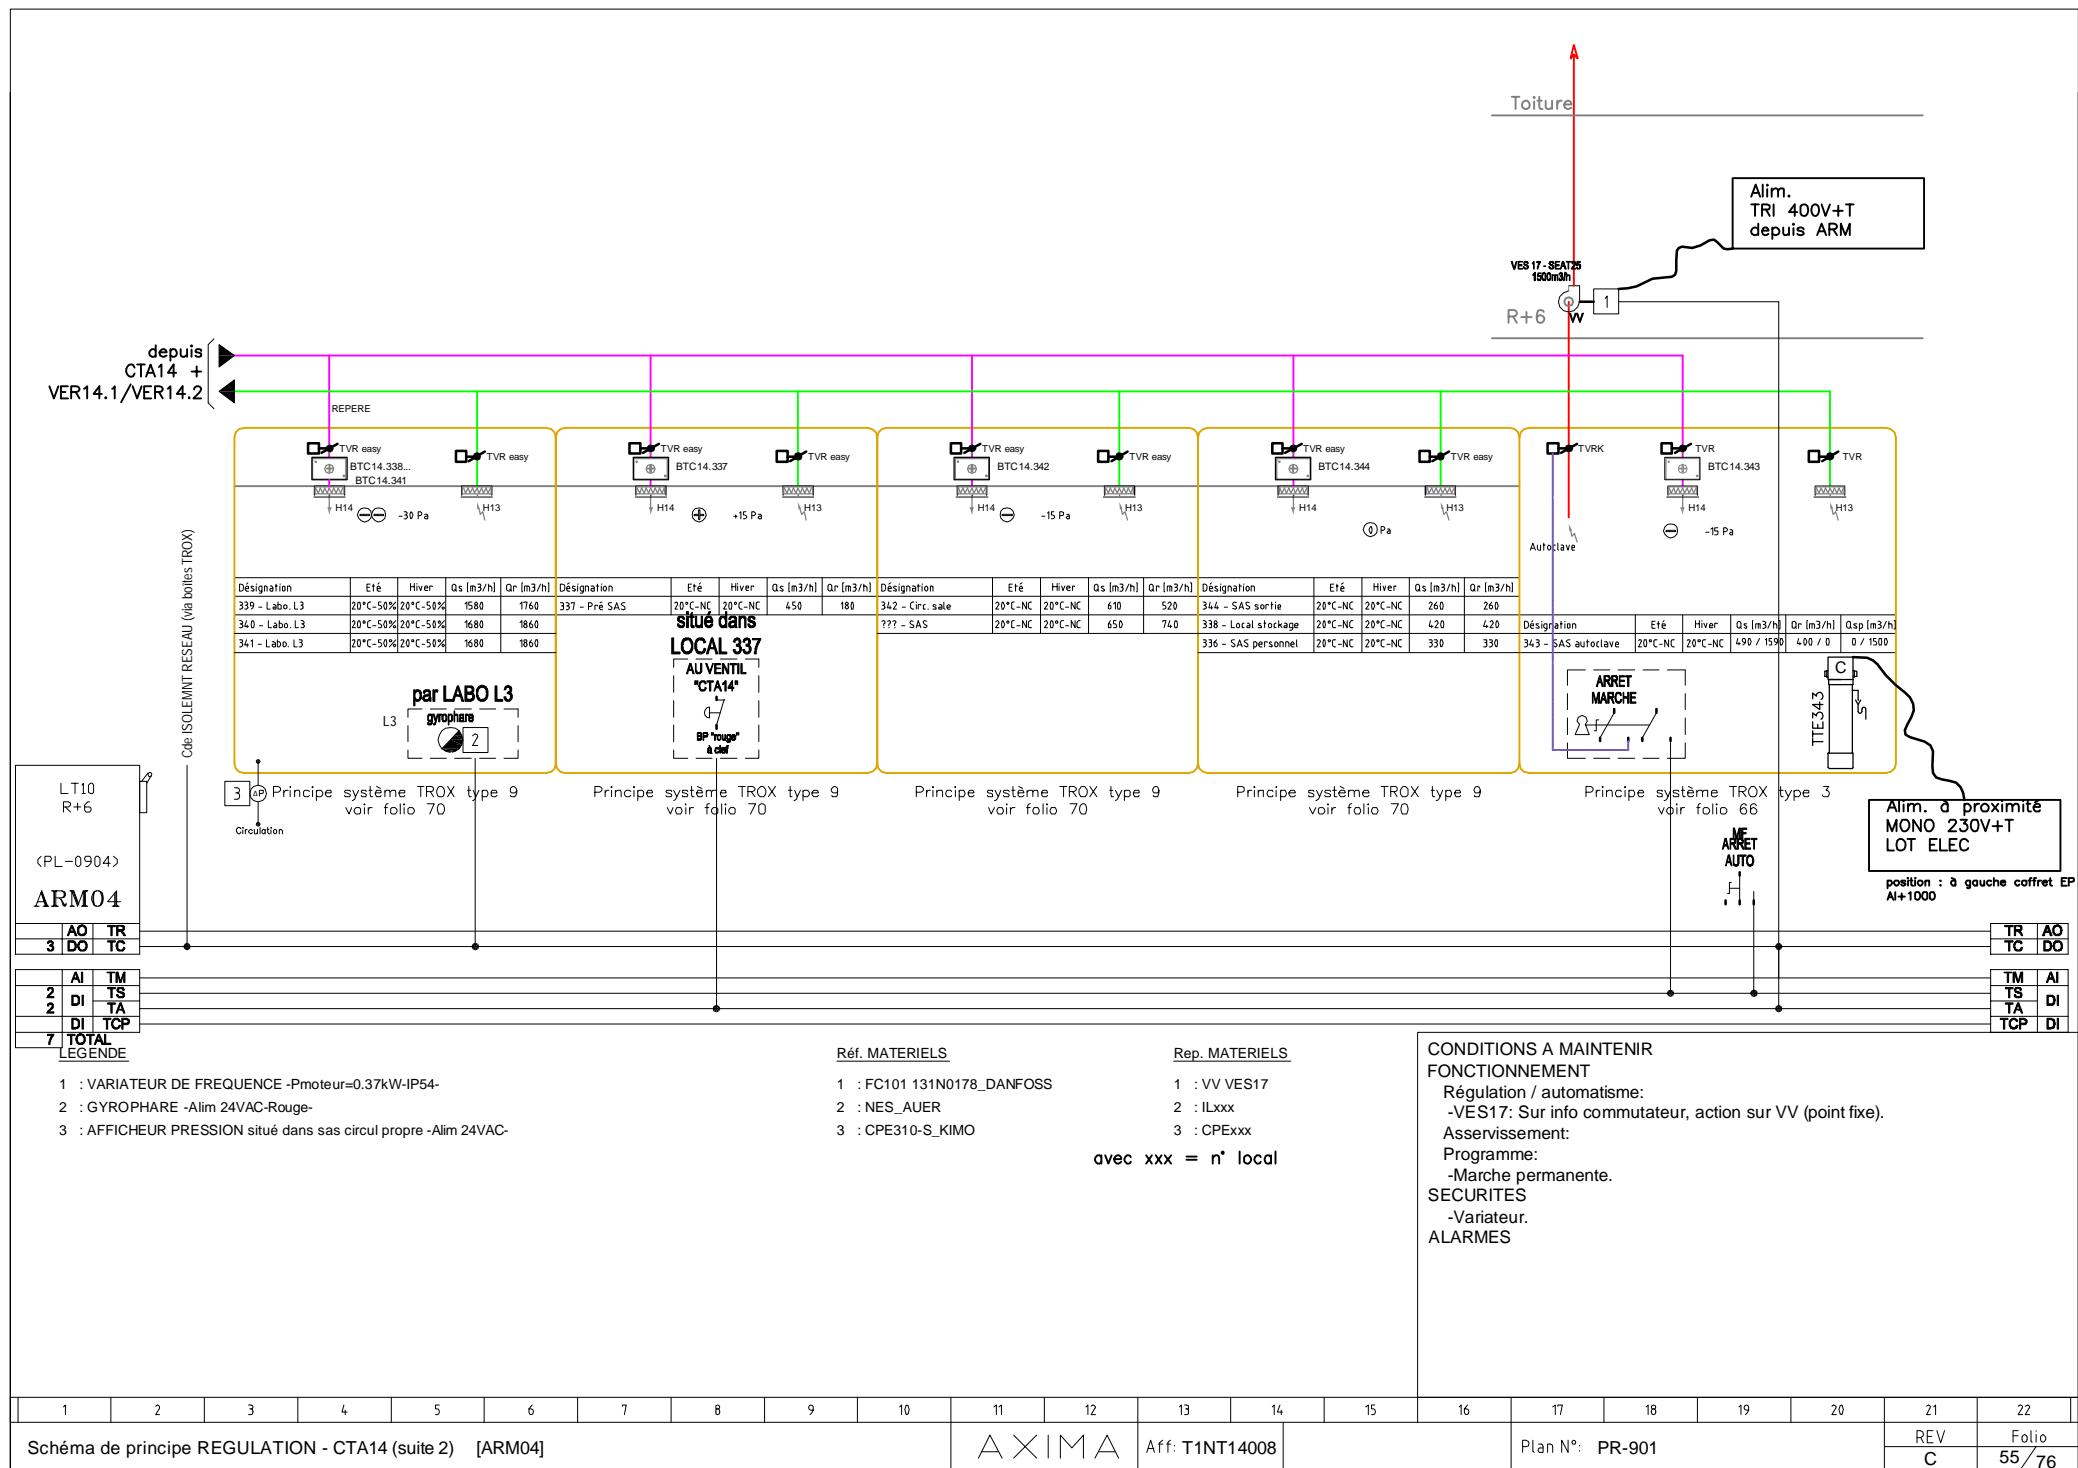 Toiture
Alim.
TRI 400V+T
depuis ARM
VES 17 - SEAT25
1500m3/h
1
R+6
VV
depuis
CTA14 +
VER14.1/VER14.2
REPERE
TVR easy
BTC14.338...
BTC14.341
TVR easy
H14
H13
-30 Pa
TVR easy
BTC14.337
TVR easy
H14
H13
+15 Pa
TVR easy
BTC14.342
TVR easy
H14
H13
-15 Pa
TVR easy
BTC14.344
TVR easy
H14
H13
0 Pa
TVRK
TVR
BTC14.343
TVR
H14
H13
Autoclave
-15 Pa
Cde ISOLEMNT RESEAU (via boîtes TROX)
Désignation Eté Hiver Qs [m3/h] Qr [m3/h]
339 - Labo. L3 20°C-50% 20°C-50% 1580 1760
340 - Labo. L3 20°C-50% 20°C-50% 1680 1860
341 - Labo. L3 20°C-50% 20°C-50% 1680 1860
Désignation Eté Hiver Qs [m3/h] Qr [m3/h]
337 - Pré SAS 20°C-NC 20°C-NC 450 180
Désignation Eté Hiver Qs [m3/h] Qr [m3/h]
342 - Circ. sale 20°C-NC 20°C-NC 610 520
??? - SAS 20°C-NC 20°C-NC 650 740
Désignation Eté Hiver Qs [m3/h] Qr [m3/h]
344 - SAS sortie 20°C-NC 20°C-NC 260 260
338 - Local stockage 20°C-NC 20°C-NC 420 420
336 - SAS personnel 20°C-NC 20°C-NC 330 330
Désignation Eté Hiver Qs [m3/h] Qr [m3/h] Qsp [m3/h]
343 - SAS autoclave 20°C-NC 20°C-NC 490 / 1590 400 / 0 0 / 1500
par LABO L3
L3
gyrophare
2
situé dans
LOCAL 337
AU VENTIL
"CTA14"
BP "rouge"
à clef
ARRET
MARCHE
C
TTE343
3
ΔP
Circulation
Principe système TROX type 9
voir folio 70
Principe système TROX type 9
voir folio 70
Principe système TROX type 9
voir folio 70
Principe système TROX type 9
voir folio 70
Principe système TROX type 3
voir folio 66
Alim. à proximité
MONO 230V+T
LOT ELEC
position : à gauche coffret EP
Al+1000
MF
ARRET
AUTO
LT10
R+6
(PL-0904)
ARM04
AO TR
3 DO TC
AI TM
2 DI TS
2 TA
DI TCP
7 TOTAL
TR AO
TC DO
TM AI
TS DI
TA
TCP DI
LEGENDE
1 : VARIATEUR DE FREQUENCE -Pmoteur=0.37kW-IP54-
2 : GYROPHARE -Alim 24VAC-Rouge-
3 : AFFICHEUR PRESSION situé dans sas circul propre -Alim 24VAC-
Réf. MATERIELS
1 : FC101 131N0178_DANFOSS
2 : NES_AUER
3 : CPE310-S_KIMO
Rep. MATERIELS
1 : VV VES17
2 : ILxxx
3 : CPExxx
avec xxx = n° local
CONDITIONS A MAINTENIR
FONCTIONNEMENT
Régulation / automatisme:
-VES17: Sur info commutateur, action sur VV (point fixe).
Asservissement:
Programme:
-Marche permanente.
SECURITES
-Variateur.
ALARMES
1 2 3 4 5 6 7 8 9 10 11 12 13 14 15 16 17 18 19 20 21 22
Schéma de principe REGULATION - CTA14 (suite 2) [ARM04]
AXIMA
Aff: T1NT14008
Plan N°: PR-901
REV
C
Folio
55/76